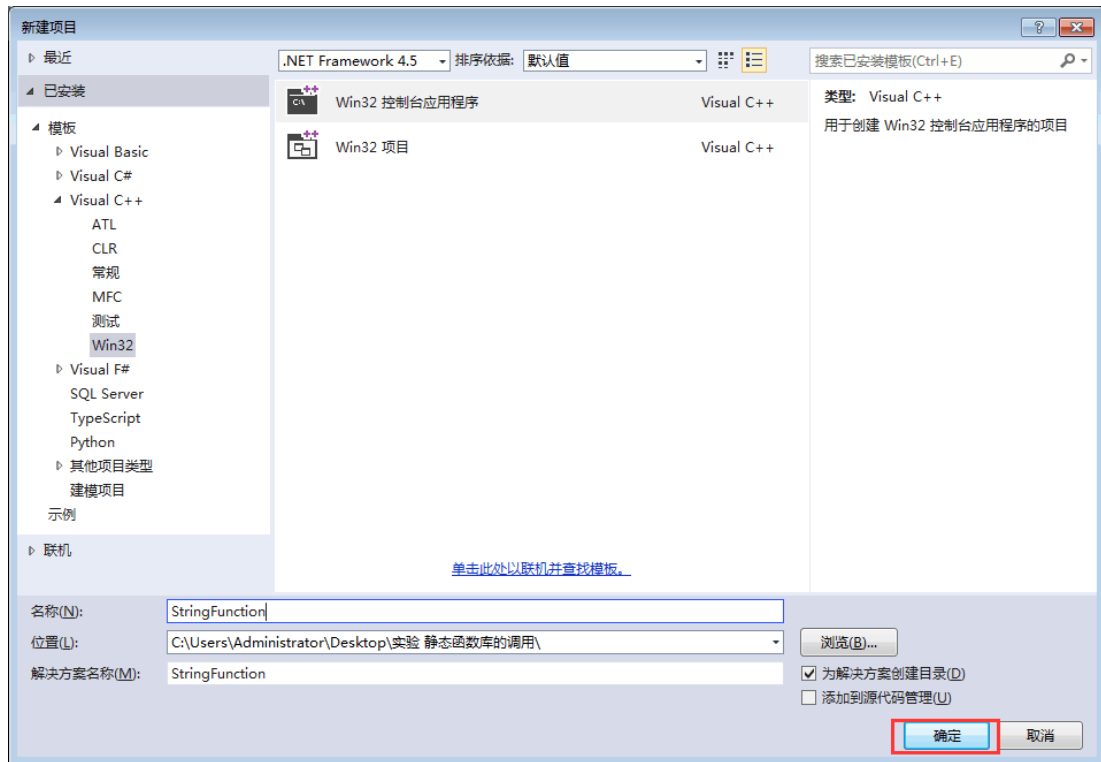 新建项目
最近
.NET Framework 4.5
排序依据:
默认值
搜索已安装模板(Ctrl+E)
已安装
模板
Visual Basic
Visual C#
Visual C++
ATL
CLR
常规
MFC
测试
Win32
Visual F#
SQL Server
TypeScript
Python
其他项目类型
建模项目
示例
联机
Win32 控制台应用程序 Visual C++
Win32 项目 Visual C++
类型: Visual C++
用于创建 Win32 控制台应用程序的项目
单击此处以联机并查找模板。
名称(N): StringFunction
位置(L): C:\Users\Administrator\Desktop\实验 静态函数库的调用\
浏览(B)...
解决方案名称(M): StringFunction
为解决方案创建目录(D)
添加到源代码管理(U)
确定
取消